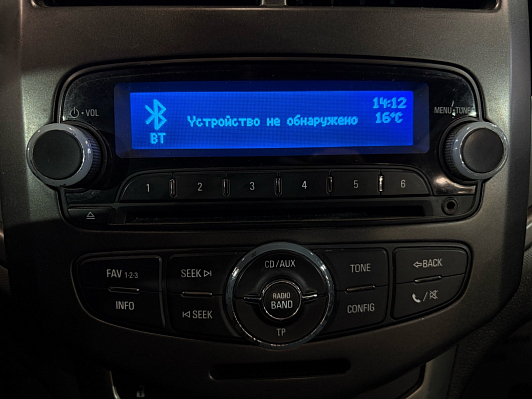 14:12
VOL
MENU/TUNE
Устройство не обнаружено
16°C
BT
1 2 3 4 5 6
FAV 1-2-3
SEEK
CD/AUX
TONE
BACK
INFO
SEEK
RADIO
BAND
CONFIG
TP